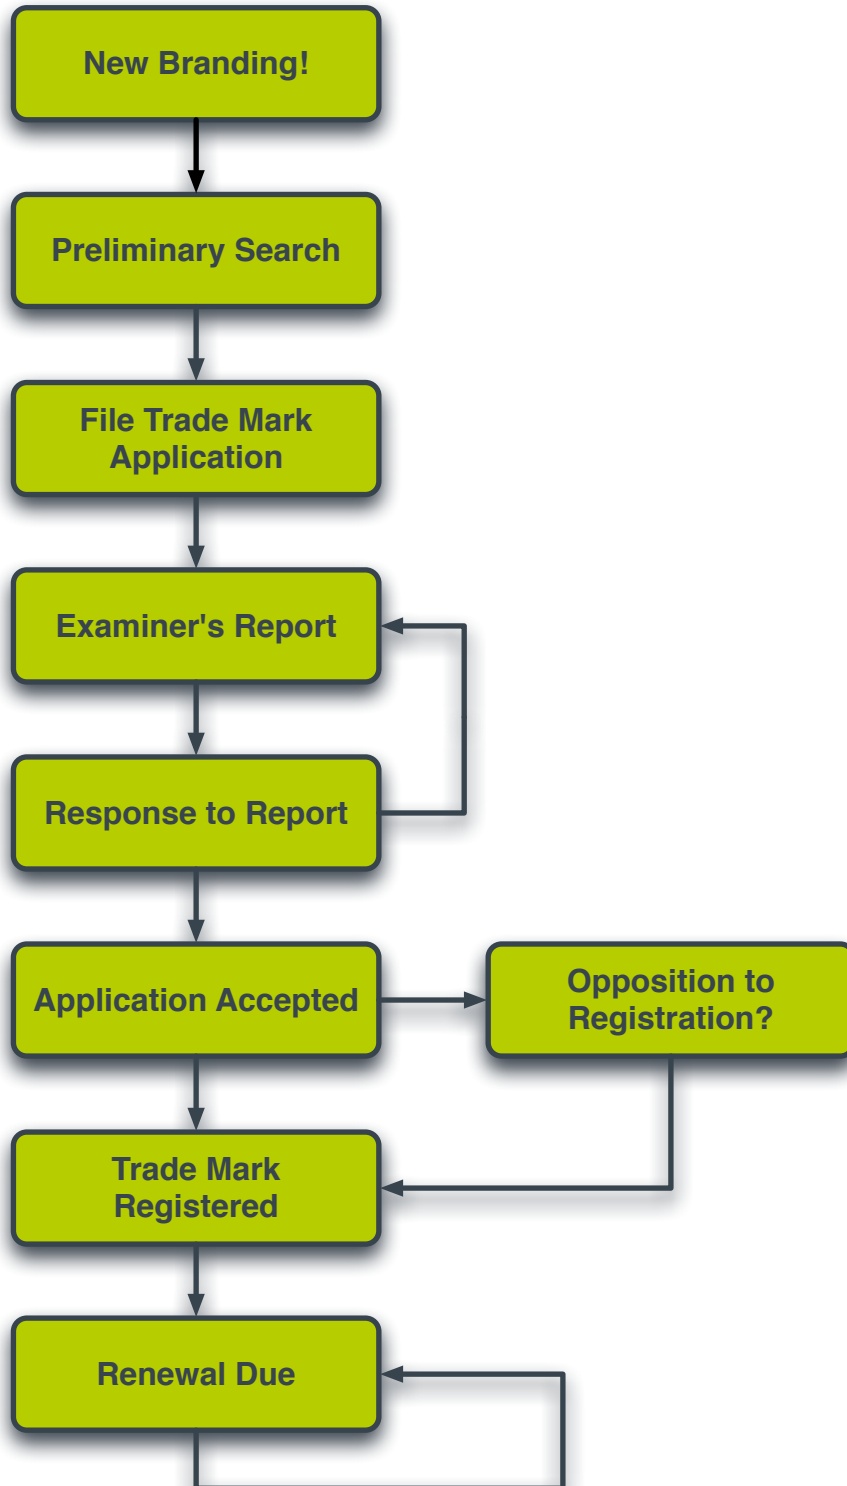 New Branding!
Preliminary Search
File Trade Mark
Application
Examiner's Report
Response to Report
Application Accepted
Opposition to
Registration?
Trade Mark
Registered
Renewal Due